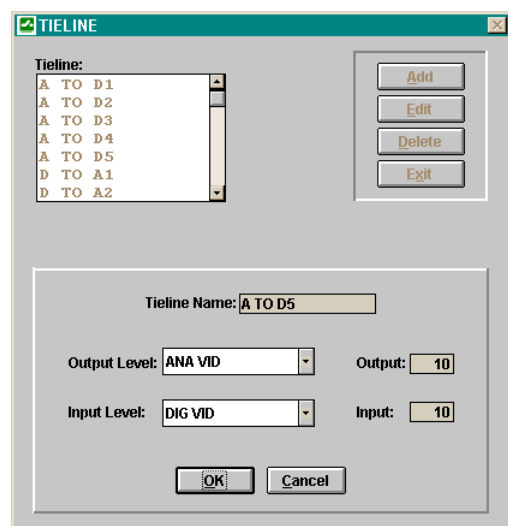 TIELINE
Tieline:
A TO D1
A TO D2
A TO D3
A TO D4
A TO D5
D TO A1
D TO A2
Add
Edit
Delete
Exit
Tieline Name: A TO D5
Output Level: ANA VID Output: 10
Input Level: DIG VID Input: 10
OK Cancel